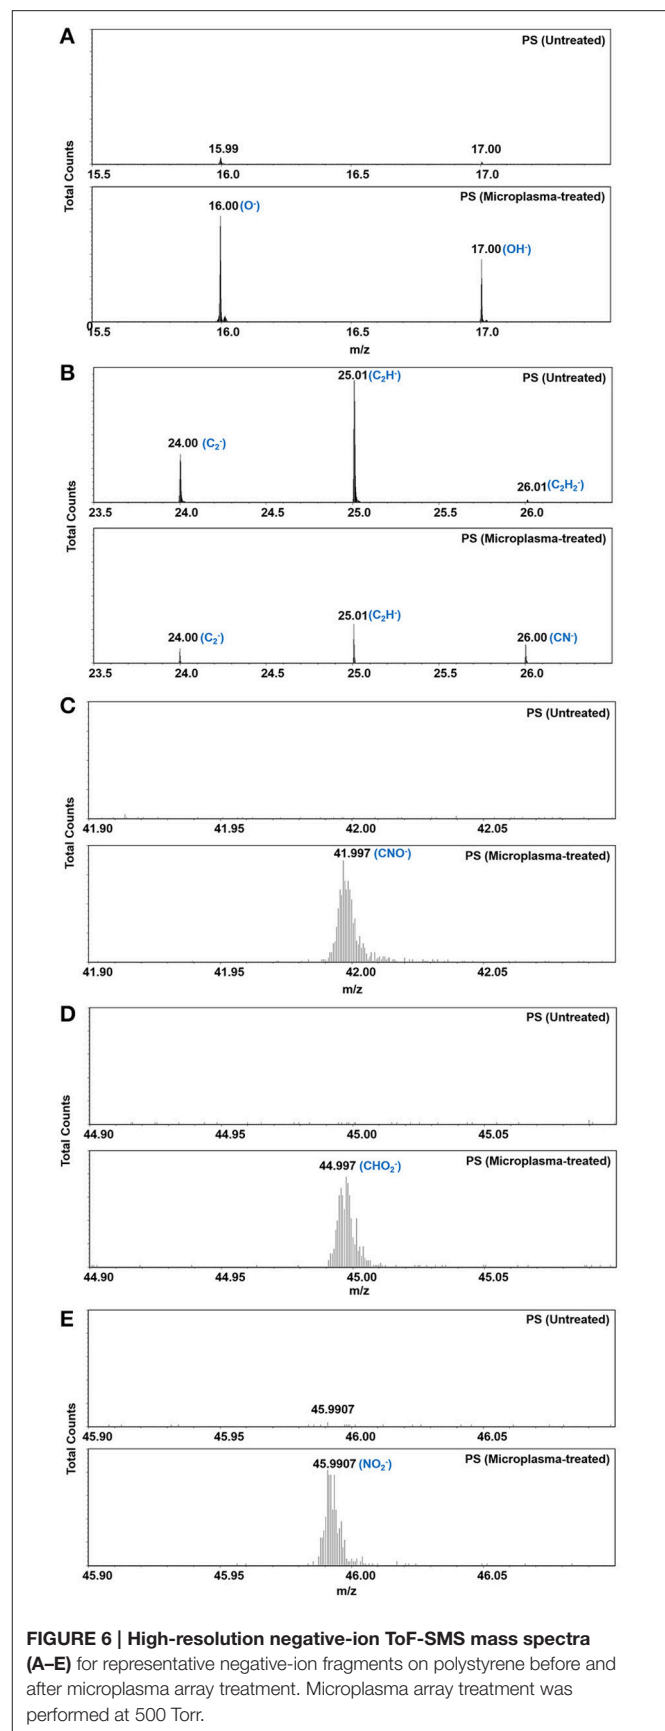 A
PS (Untreated)
15.99
17.00
15.5 16.0 16.5 17.0
Total Counts
PS (Microplasma-treated)
16.00 (O-)
17.00 (OH-)
0
15.5 16.0 16.5 17.0
m/z
B
PS (Untreated)
25.01 (C2H-)
24.00 (C2-)
26.01 (C2H2-)
23.5 24.0 24.5 25.0 25.5 26.0
Total Counts
PS (Microplasma-treated)
25.01 (C2H-)
24.00 (C2-)
26.00 (CN-)
23.5 24.0 24.5 25.0 25.5 26.0
C
PS (Untreated)
41.90 41.95 42.00 42.05
Total Counts
41.997 (CNO-)
PS (Microplasma-treated)
41.90 41.95 42.00 42.05
m/z
D
PS (Untreated)
44.90 44.95 45.00 45.05
Total Counts
44.997 (CHO2-)
PS (Microplasma-treated)
44.90 44.95 45.00 45.05
m/z
E
PS (Untreated)
45.9907
45.90 45.95 46.00 46.05
Total Counts
45.9907 (NO2-)
PS (Microplasma-treated)
45.90 45.95 46.00 46.05
m/z
FIGURE 6 | High-resolution negative-ion ToF-SMS mass spectra
(A–E) for representative negative-ion fragments on polystyrene before and
after microplasma array treatment. Microplasma array treatment was
performed at 500 Torr.